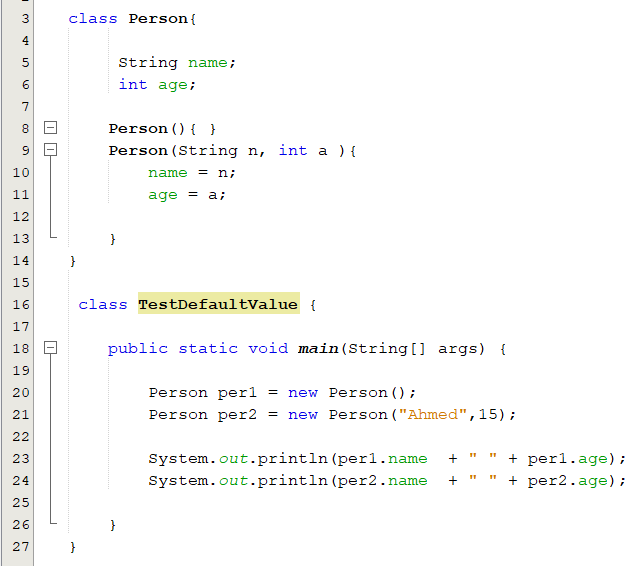 3 class Person{
4
5 String name;
6 int age;
7
8 Person(){ }
9 Person(String n, int a ){
10 name = n;
11 age = a;
12
13 }
14 }
15
16 class TestDefaultValue {
17
18 public static void main(String[] args) {
19
20 Person per1 = new Person();
21 Person per2 = new Person("Ahmed",15);
22
23 System.out.println(per1.name + " " + per1.age);
24 System.out.println(per2.name + " " + per2.age);
25
26 }
27 }